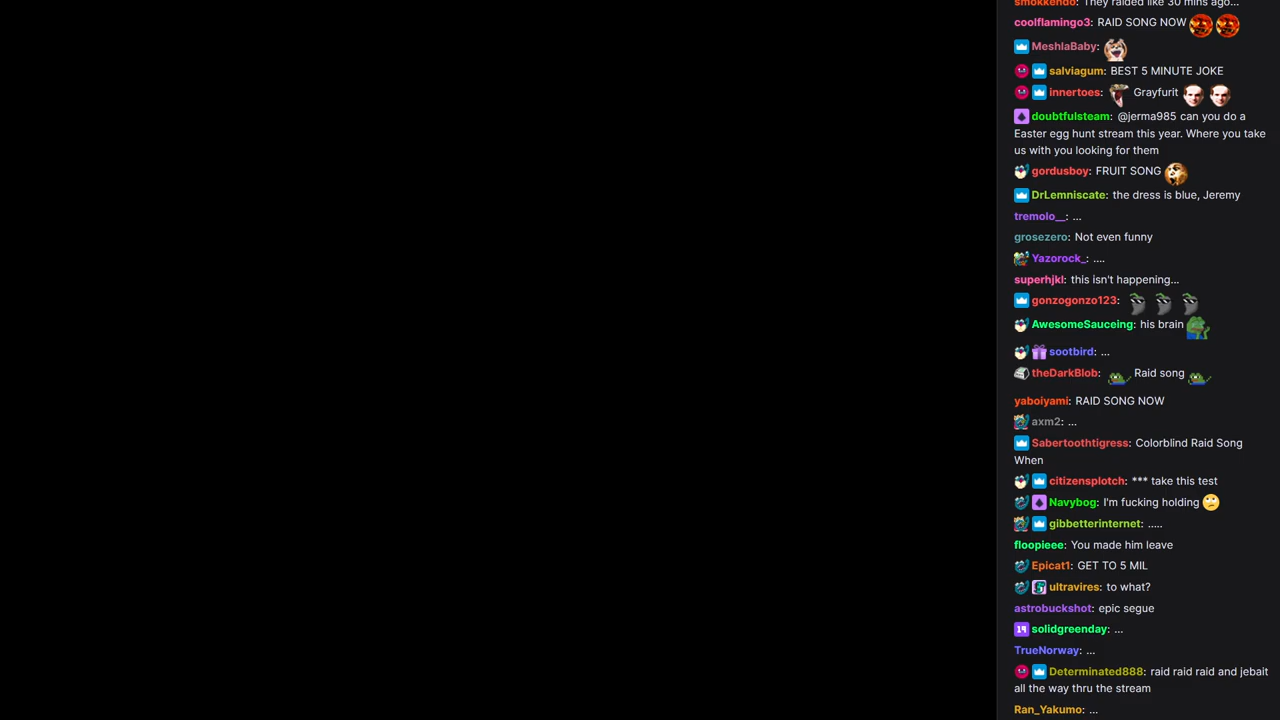 smokkendo: They raided like 30 mins ago...
coolflamingo3: RAID SONG NOW
MeshlaBaby:
salviagum: BEST 5 MINUTE JOKE
innertoes: Grayfurit
doubtfulsteam: @jerma985 can you do a
Easter egg hunt stream this year. Where you take
us with you looking for them
gordusboy: FRUIT SONG
DrLemniscate: the dress is blue, Jeremy
tremolo__: ...
grosezero: Not even funny
Yazorock_: ....
superhjkl: this isn't happening...
gonzogonzo123:
AwesomeSauceing: his brain
sootbird: ...
theDarkBlob: Raid song
yaboiyami: RAID SONG NOW
axm2: ...
Sabertoothtigress: Colorblind Raid Song
When
citizensplotch: *** take this test
Navybog: I'm fucking holding
gibbetterinternet: .....
floopieee: You made him leave
Epicat1: GET TO 5 MIL
ultravires: to what?
astrobuckshot: epic segue
solidgreenday: ...
TrueNorway: ...
Determinated888: raid raid raid and jebait
all the way thru the stream
Ran_Yakumo: ...